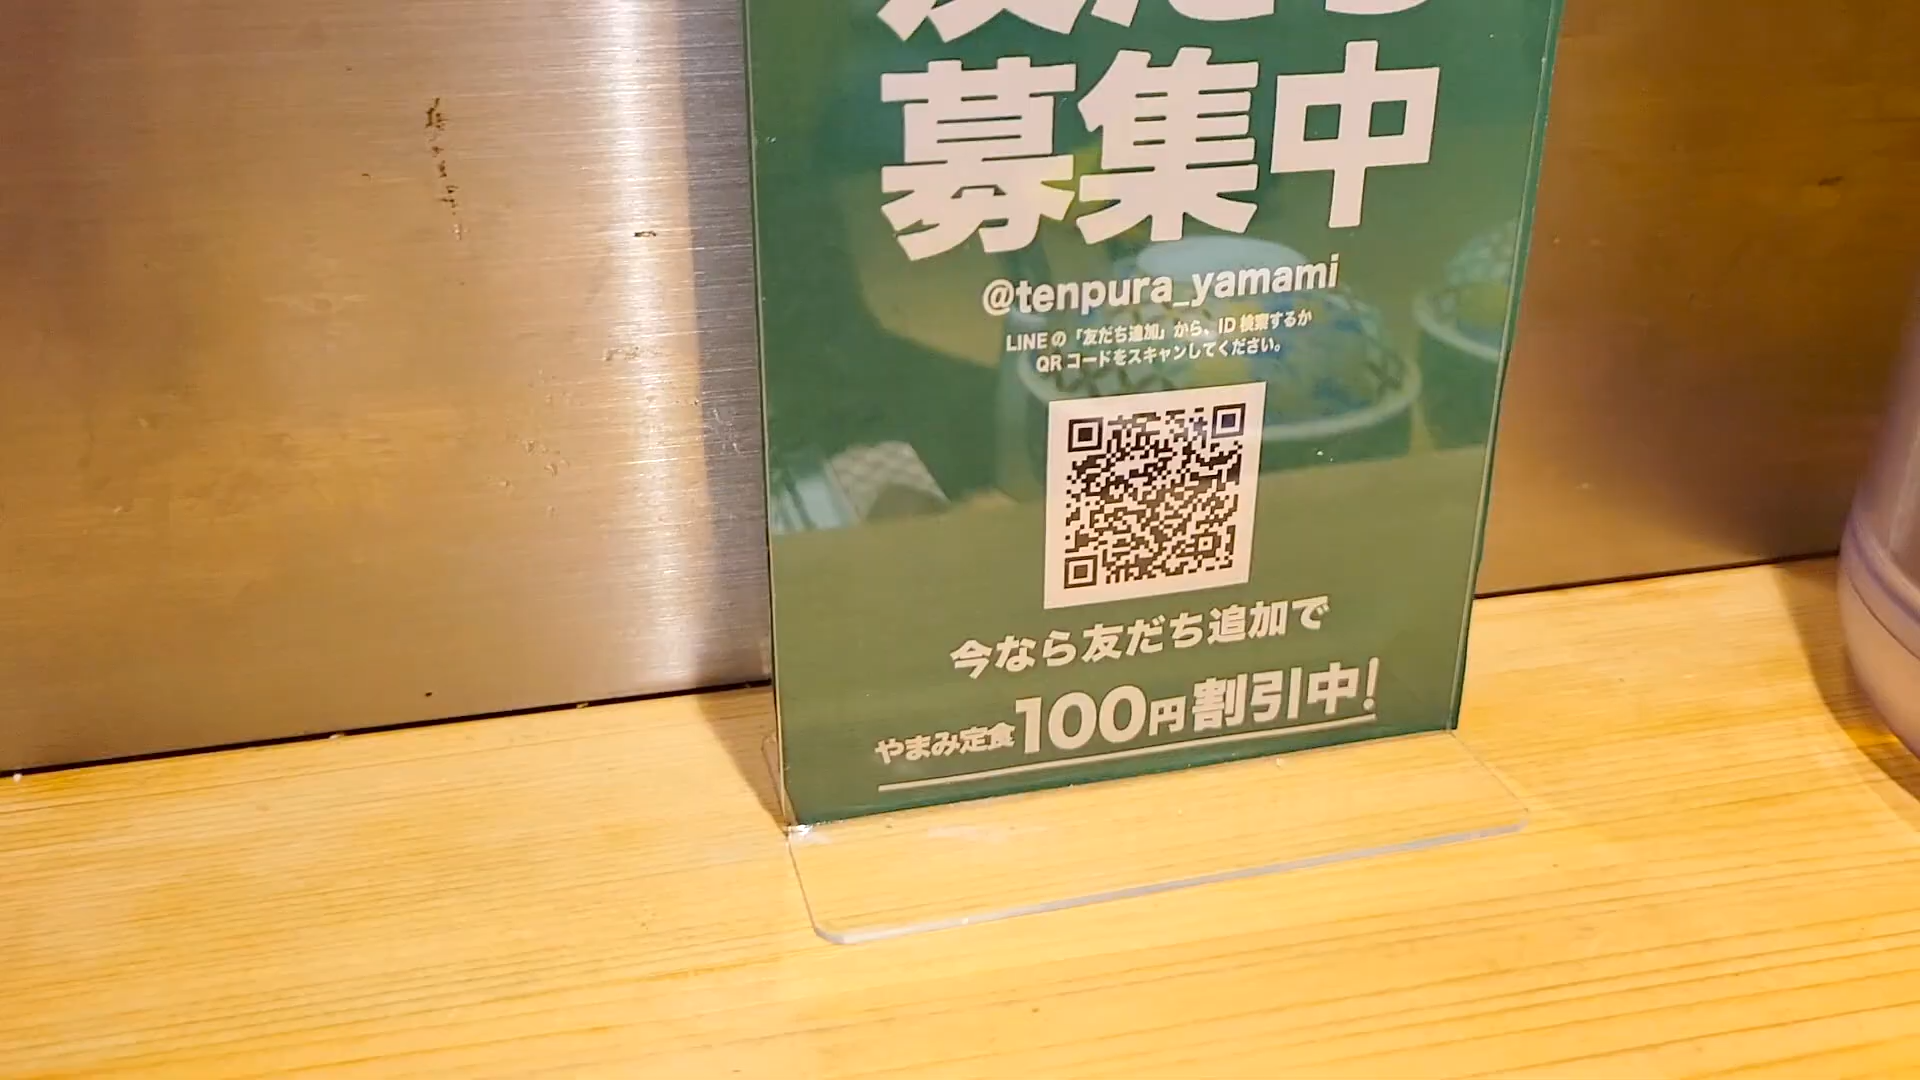 友だち
募集中
@tenpura_yamami
LINEの「友だち追加」から、ID検索するか
QRコードをスキャンしてください。
今なら友だち追加で
やまみ定食100円割引中!